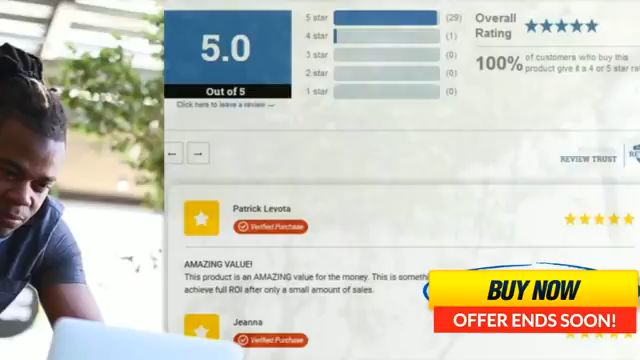 5.0
Out of 5
Click here to leave a review
5 star (29)
4 star (1)
3 star (0)
2 star (0)
1 star (0)
Overall
Rating
100% of customers who buy this
product give it a 4 or 5 star
REVIEW TRUST
Patrick Levota
Verified Purchase
AMAZING VALUE!
This product is an AMAZING value for the money. This is
achieve full ROI after only a small amount of sales.
Jeanna
Verified Purchase
BUY NOW
OFFER ENDS SOON!